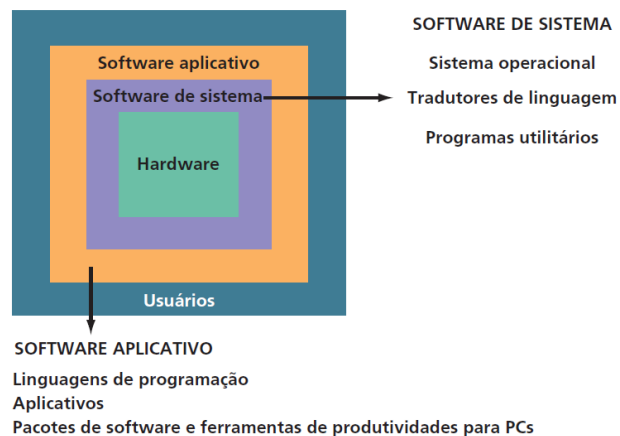 SOFTWARE DE SISTEMA
Sistema operacional
Tradutores de linguagem
Programas utilitários
Software aplicativo
Software de sistema
Hardware
Usuários
SOFTWARE APLICATIVO
Linguagens de programação
Aplicativos
Pacotes de software e ferramentas de produtividades para PCs